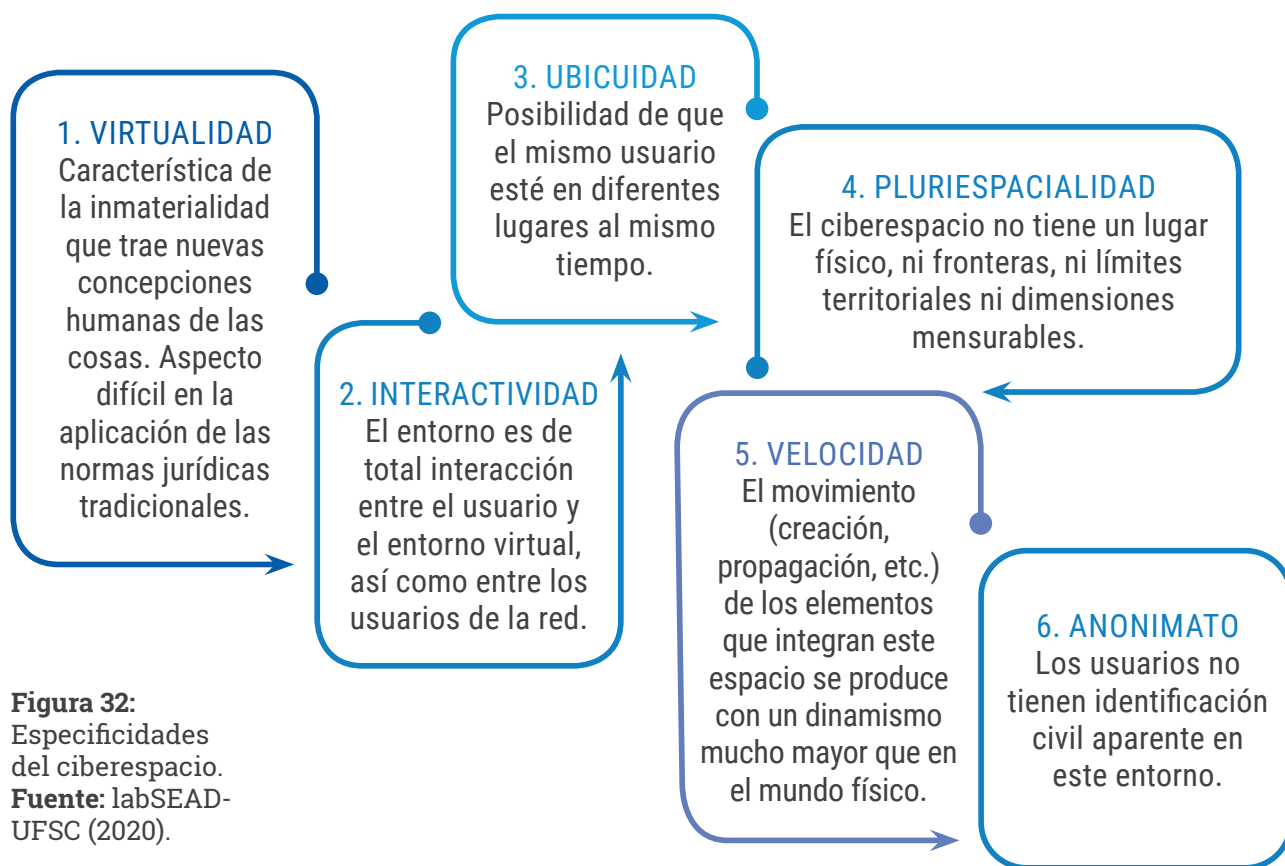 1. VIRTUALIDAD
Característica de
la inmaterialidad
que trae nuevas
concepciones
humanas de las
cosas. Aspecto
difícil en la
aplicación de las
normas jurídicas
tradicionales.
2. INTERACTIVIDAD
El entorno es de
total interacción
entre el usuario y
el entorno virtual,
así como entre los
usuarios de la red.
3. UBICUIDAD
Posibilidad de que
el mismo usuario
esté en diferentes
lugares al mismo
tiempo.
4. PLURIESPACIALIDAD
El ciberespacio no tiene un lugar
físico, ni fronteras, ni límites
territoriales ni dimensiones
mensurables.
5. VELOCIDAD
El movimiento
(creación,
propagación, etc.)
de los elementos
que integran este
espacio se produce
con un dinamismo
mucho mayor que en
el mundo físico.
6. ANONIMATO
Los usuarios no
tienen identificación
civil aparente en
este entorno.
Figura 32:
Especificidades
del ciberespacio.
Fuente: labSEAD-
UFSC (2020).